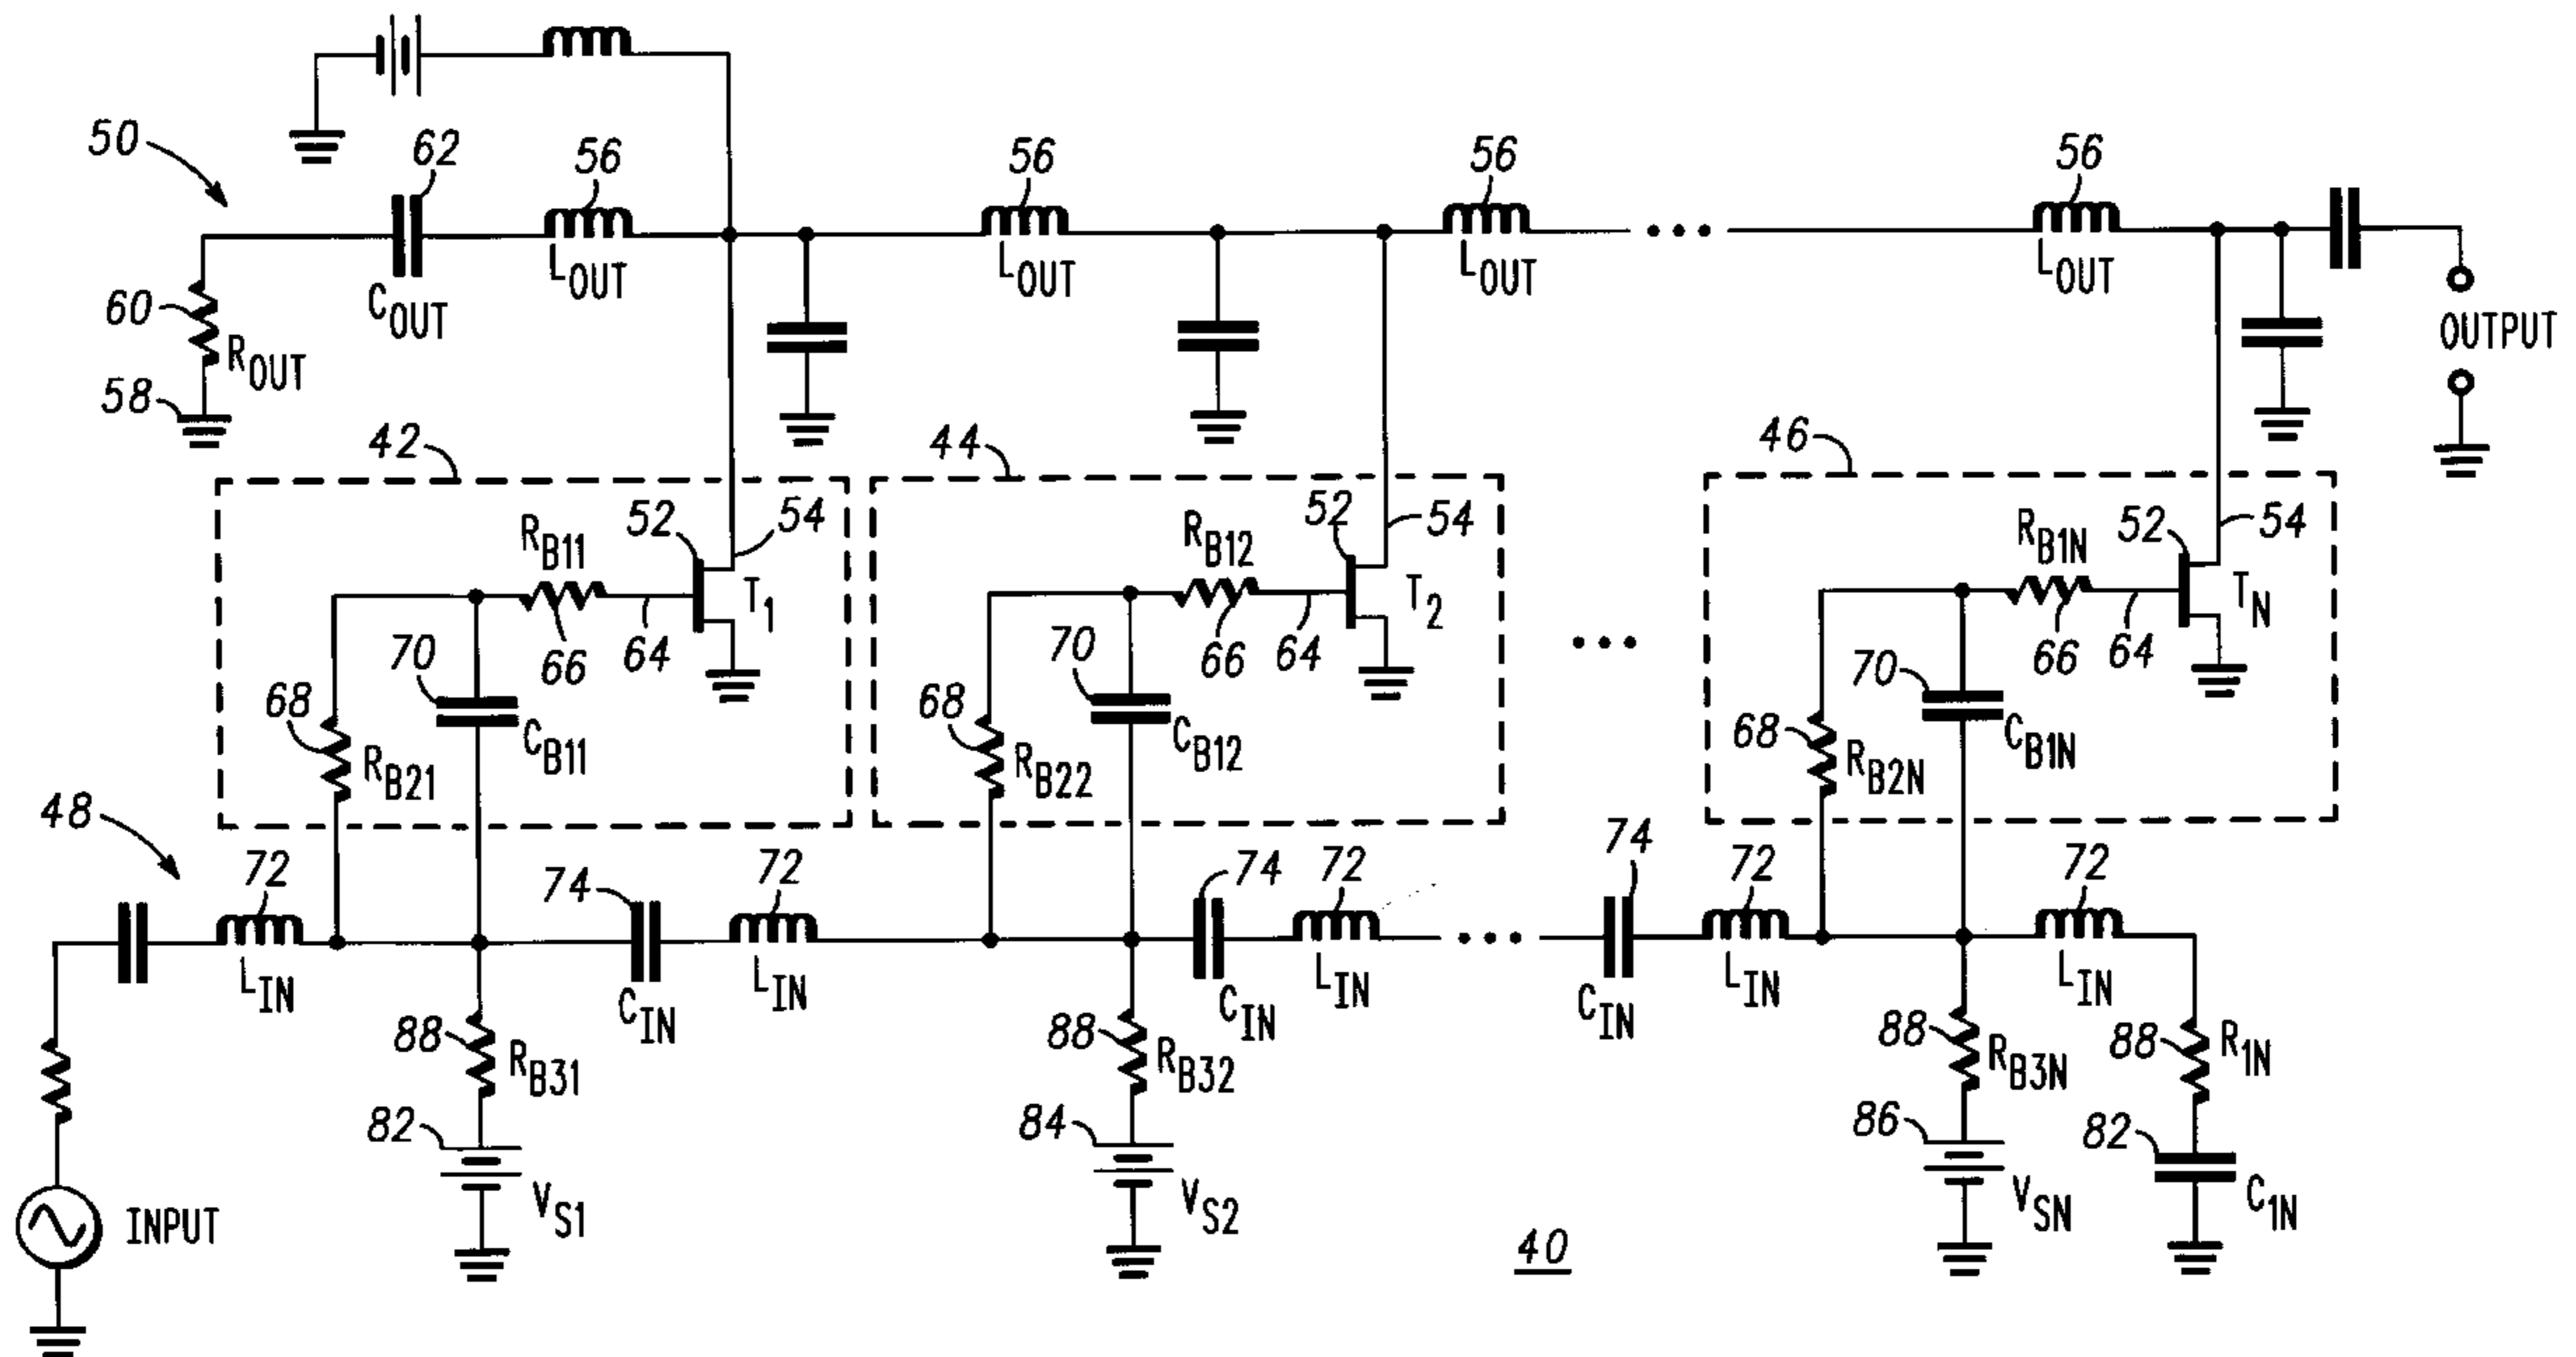 50
62
56
56
56
56
C_OUT
L_OUT
L_OUT
L_OUT
L_OUT
60
R_OUT
58
OUTPUT
42
44
46
R_B11
52
54
T_1
66
64
70
68
C_B11
R_B21
R_B12
52
54
T_2
66
64
70
68
C_B12
R_B22
R_B1N
52
54
T_N
66
64
70
68
C_B1N
R_B2N
48
72
74
72
74
72
74
72
72
L_IN
C_IN
L_IN
C_IN
L_IN
C_IN
L_IN
L_IN
88
R_B31
88
R_B32
88
R_B3N
88
R_1N
82
V_S1
84
V_S2
86
V_SN
82
C_1N
INPUT
40